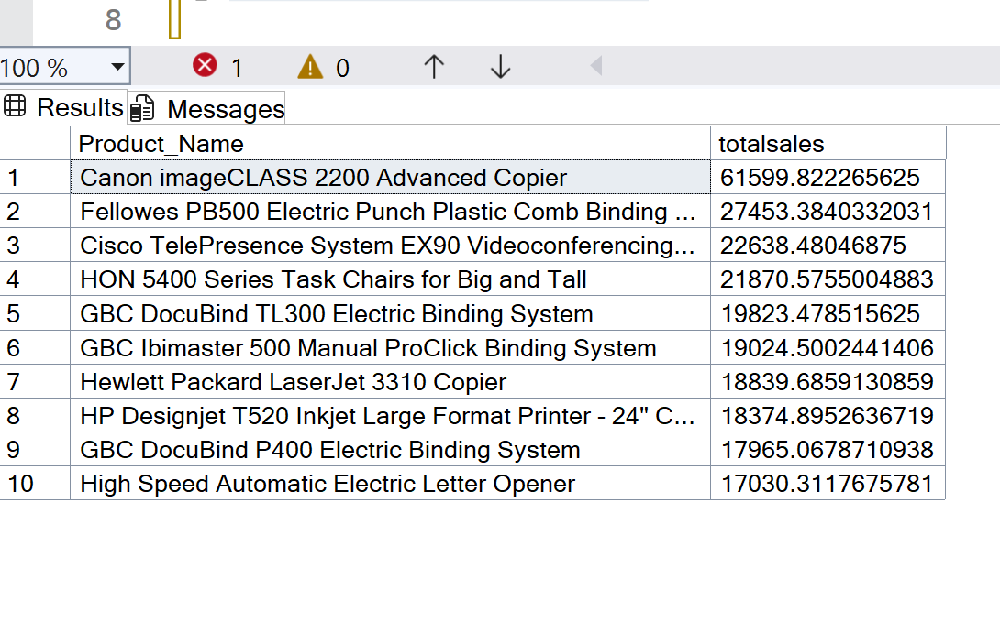 8
100 % 1 0
Results Messages
Product_Name totalsales
1 Canon imageCLASS 2200 Advanced Copier 61599.822265625
2 Fellowes PB500 Electric Punch Plastic Comb Binding ... 27453.3840332031
3 Cisco TelePresence System EX90 Videoconferencing... 22638.48046875
4 HON 5400 Series Task Chairs for Big and Tall 21870.5755004883
5 GBC DocuBind TL300 Electric Binding System 19823.478515625
6 GBC Ibimaster 500 Manual ProClick Binding System 19024.5002441406
7 Hewlett Packard LaserJet 3310 Copier 18839.6859130859
8 HP Designjet T520 Inkjet Large Format Printer - 24" C... 18374.8952636719
9 GBC DocuBind P400 Electric Binding System 17965.0678710938
10 High Speed Automatic Electric Letter Opener 17030.3117675781